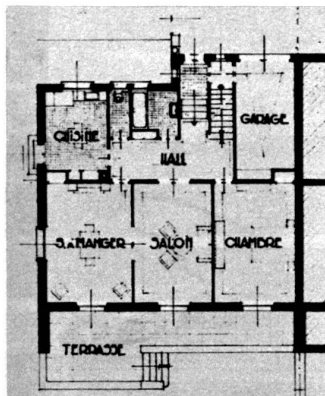 CUISINE
GARAGE
HALL
S.A MANGER
SALON
CHAMBRE
TERRASSE